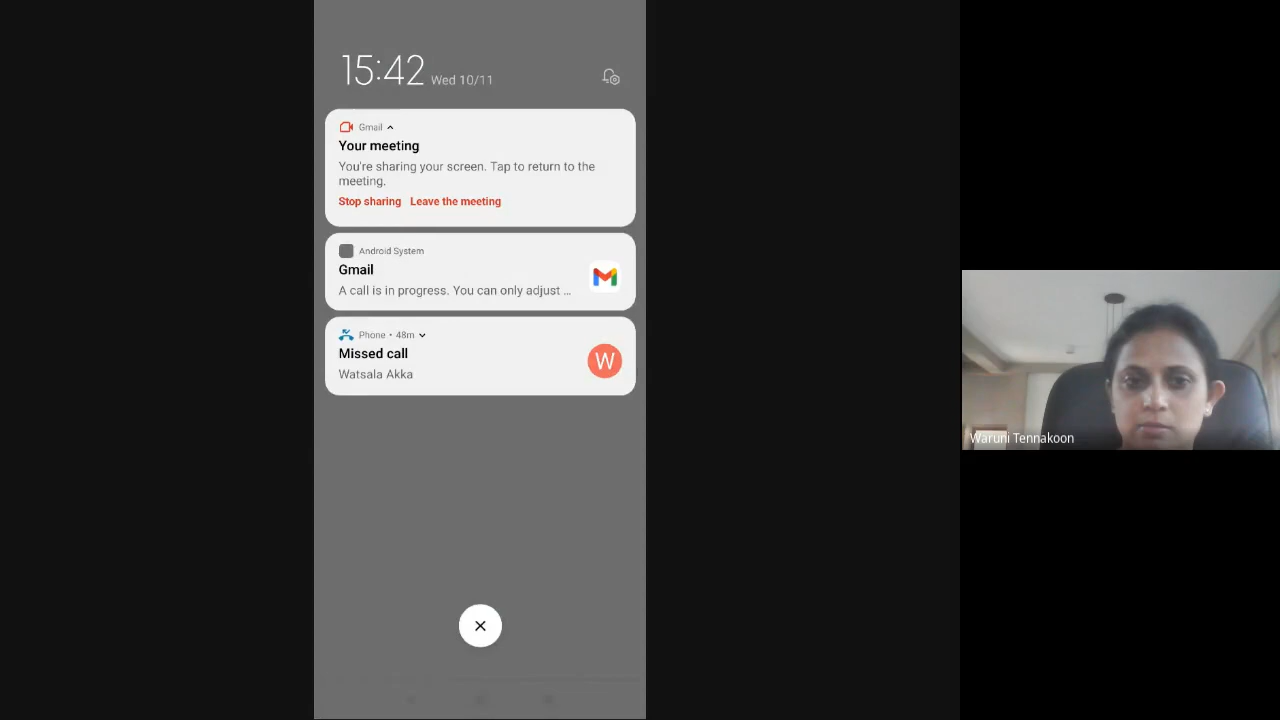 15:42 Wed 10/11
Gmail
Your meeting
You're sharing your screen. Tap to return to the
meeting.
Stop sharing Leave the meeting
Android System
Gmail
A call is in progress. You can only adjust ...
Phone • 48m
Missed call
Watsala Akka
W
Waruni Tennakoon